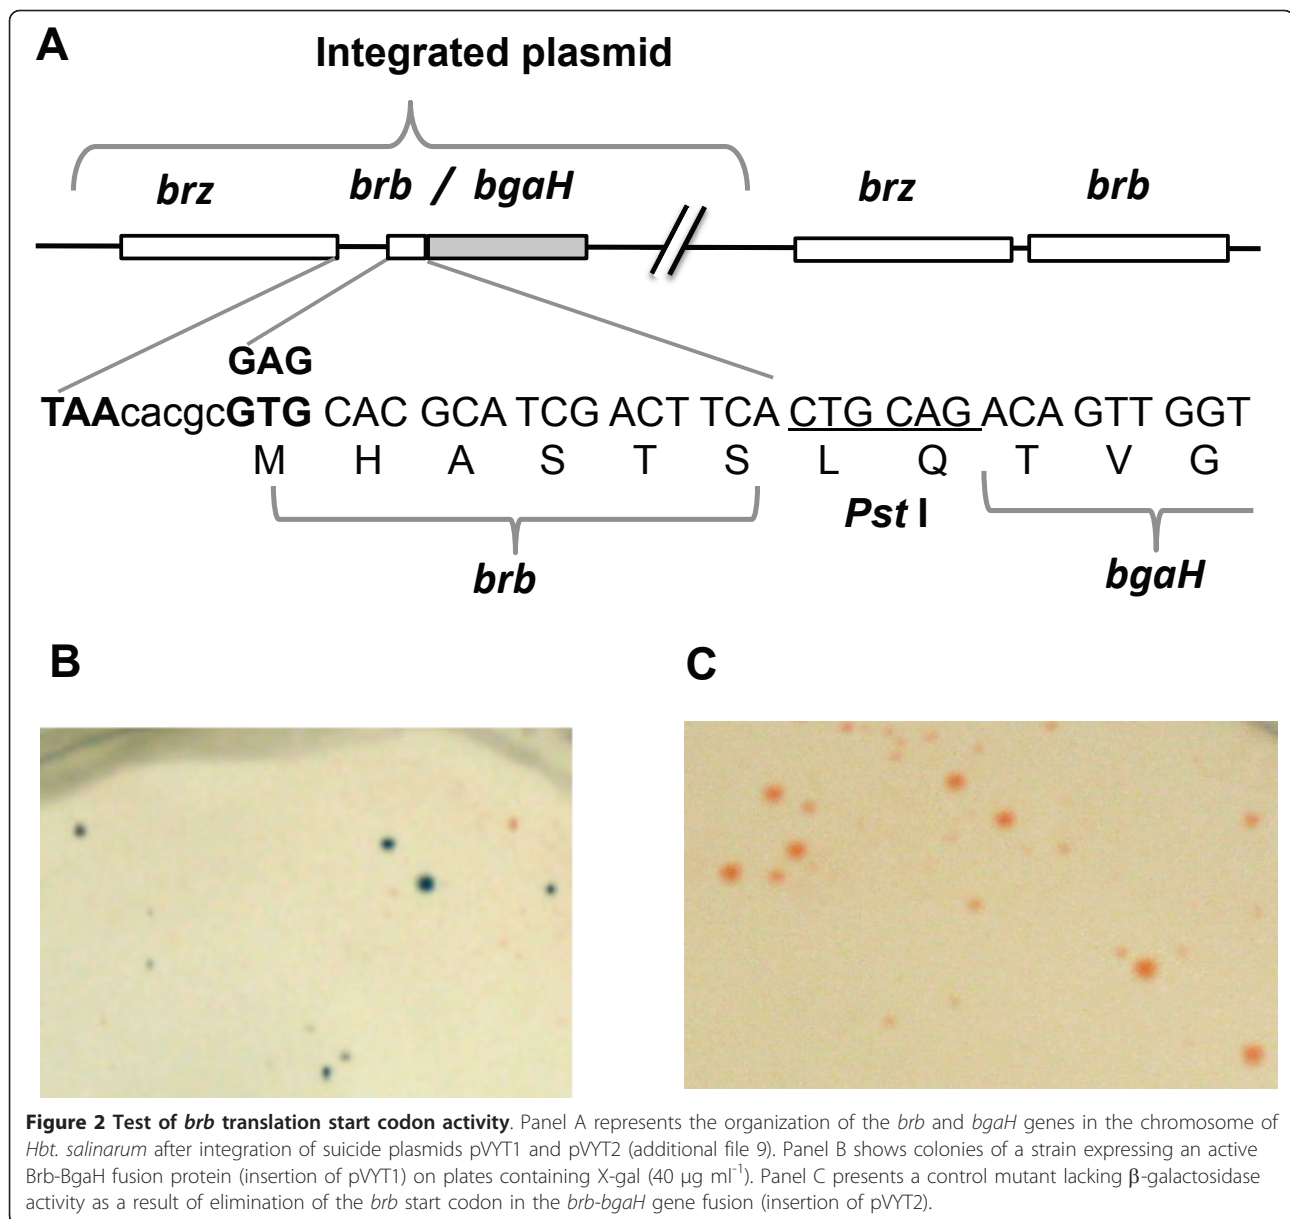 A
Integrated plasmid
brz brb / bgaH brz brb
GAG
TAAcacgcGTG CAC GCA TCG ACT TCA CTG CAG ACA GTT GGT
M H A S T S L Q T V G
Pst I
brb
bgaH
B
C
Figure 2 Test of brb translation start codon activity. Panel A represents the organization of the brb and bgaH genes in the chromosome of
Hbt. salinarum after integration of suicide plasmids pVYT1 and pVYT2 (additional file 9). Panel B shows colonies of a strain expressing an active
Brb-BgaH fusion protein (insertion of pVYT1) on plates containing X-gal (40 μg ml⁻¹). Panel C presents a control mutant lacking β-galactosidase
activity as a result of elimination of the brb start codon in the brb-bgaH gene fusion (insertion of pVYT2).